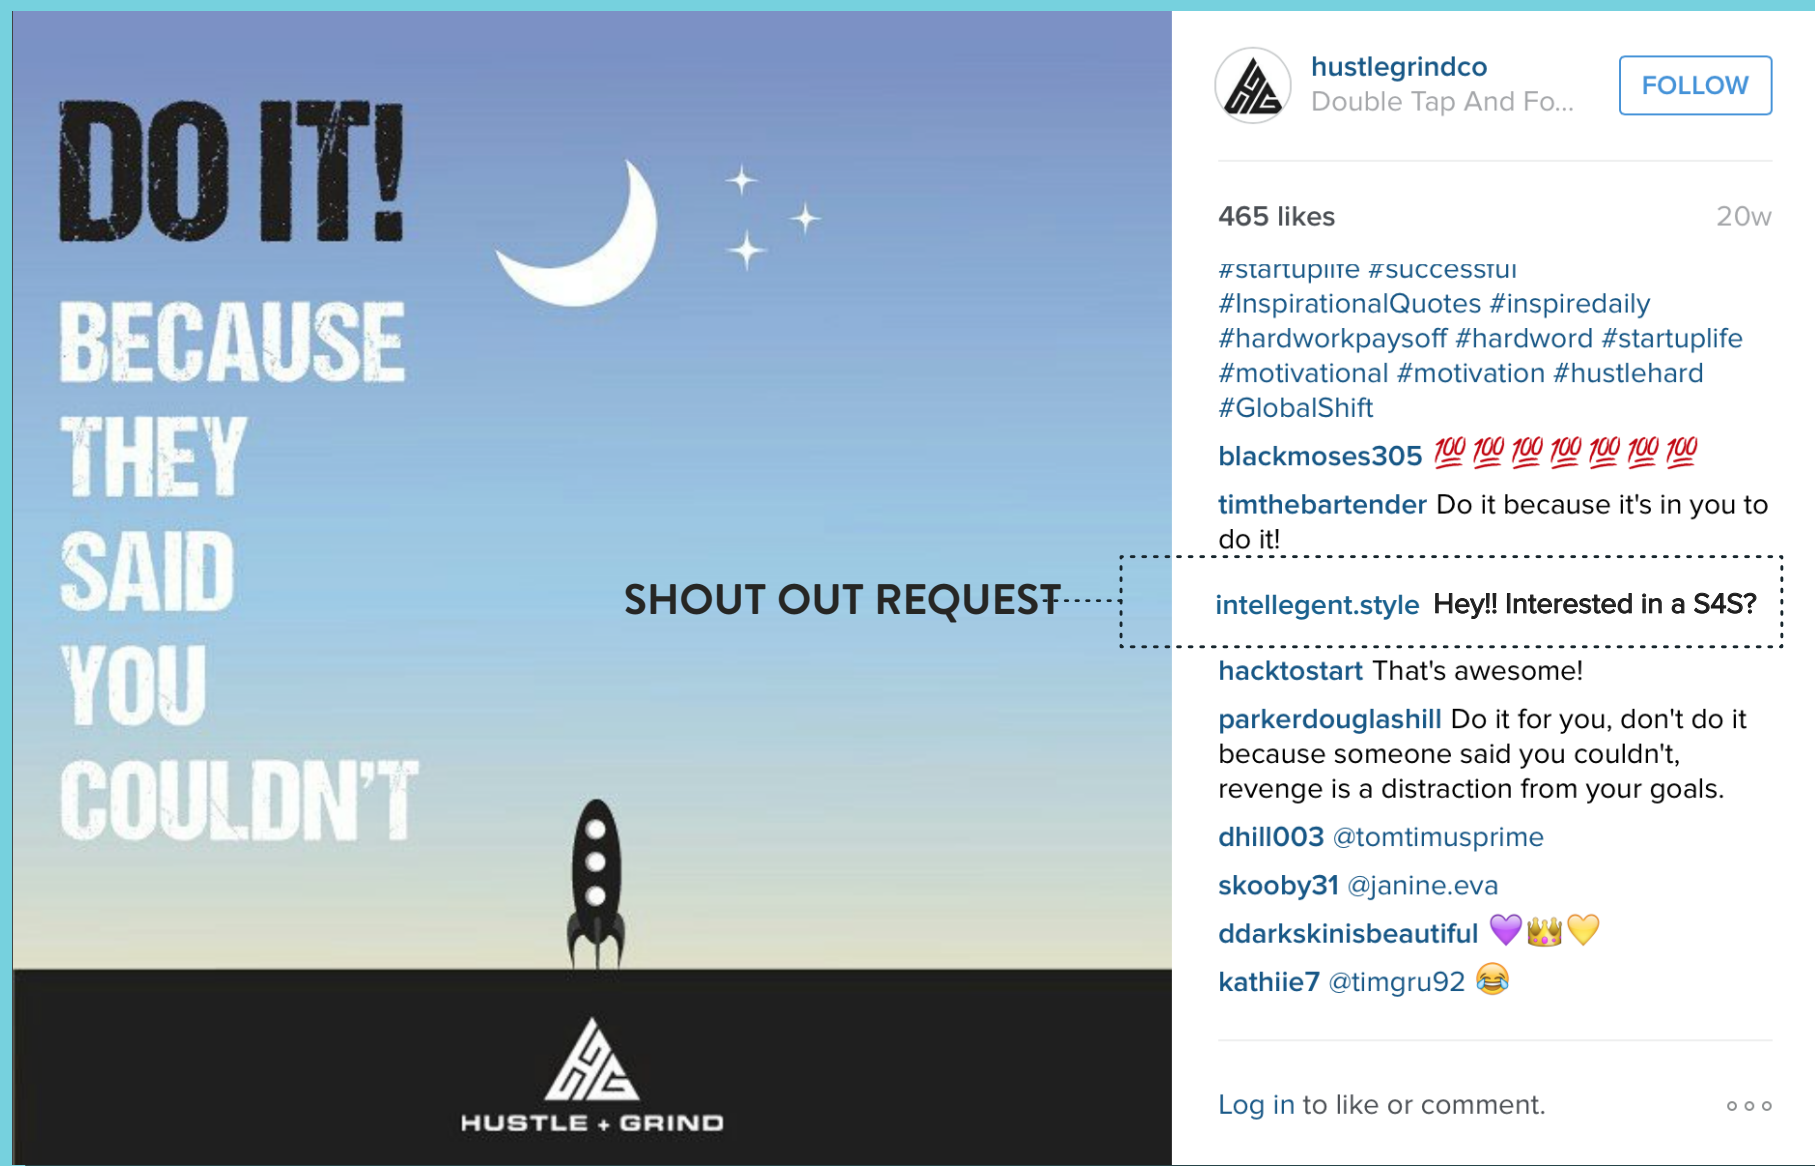 DO IT!
BECAUSE
THEY
SAID
YOU
COULDN'T
HUSTLE + GRIND
SHOUT OUT REQUEST
hustlegrindco
Double Tap And Fo...
FOLLOW
465 likes
20w
#startuplife #successful
#InspirationalQuotes #inspiredaily
#hardworkpaysoff #hardword #startuplife
#motivational #motivation #hustlehard
#GlobalShift
blackmoses305 💯 💯 💯 💯 💯 💯 💯
timthebartender Do it because it's in you to
do it!
intellegent.style Hey!! Interested in a S4S?
hacktostart That's awesome!
parkerdouglashill Do it for you, don't do it
because someone said you couldn't,
revenge is a distraction from your goals.
dhill003 @tomtimusprime
skooby31 @janine.eva
ddarkskinisbeautiful 💜👑💛
kathiie7 @timgru92 😂
Log in to like or comment.